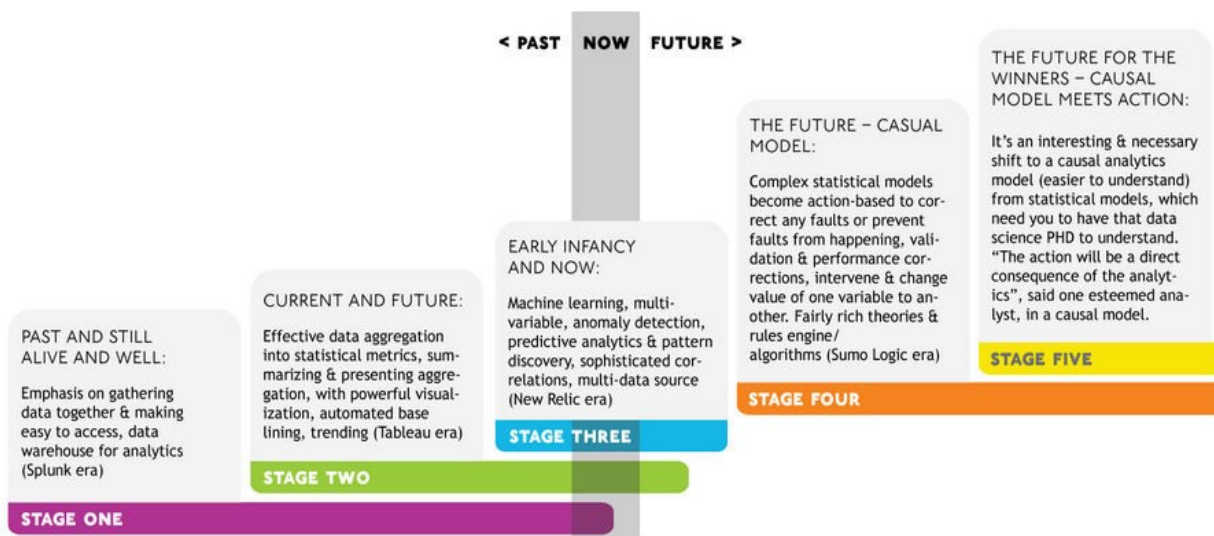 < PAST NOW FUTURE >
PAST AND STILL
ALIVE AND WELL:
Emphasis on gathering
data together & making
easy to access, data
warehouse for analytics
(Splunk era)
STAGE ONE
CURRENT AND FUTURE:
Effective data aggregation
into statistical metrics, sum-
marizing & presenting aggre-
gation, with powerful visual-
ization, automated base
lining, trending (Tableau era)
STAGE TWO
EARLY INFANCY
AND NOW:
Machine learning, multi-
variable, anomaly detection,
predictive analytics & pattern
discovery, sophisticated cor-
relations, multi-data source
(New Relic era)
STAGE THREE
THE FUTURE – CASUAL
MODEL:
Complex statistical models
become action-based to cor-
rect any faults or prevent
faults from happening, vali-
dation & performance cor-
rections, intervene & change
value of one variable to an-
other. Fairly rich theories &
rules engine/
algorithms (Sumo Logic era)
STAGE FOUR
THE FUTURE FOR THE
WINNERS – CAUSAL
MODEL MEETS ACTION:
It’s an interesting & necessary
shift to a causal analytics
model (easier to understand)
from statistical models, which
need you to have that data
science PHD to understand.
“The action will be a direct
consequence of the analyt-
ics”, said one esteemed ana-
lyst, in a causal model.
STAGE FIVE